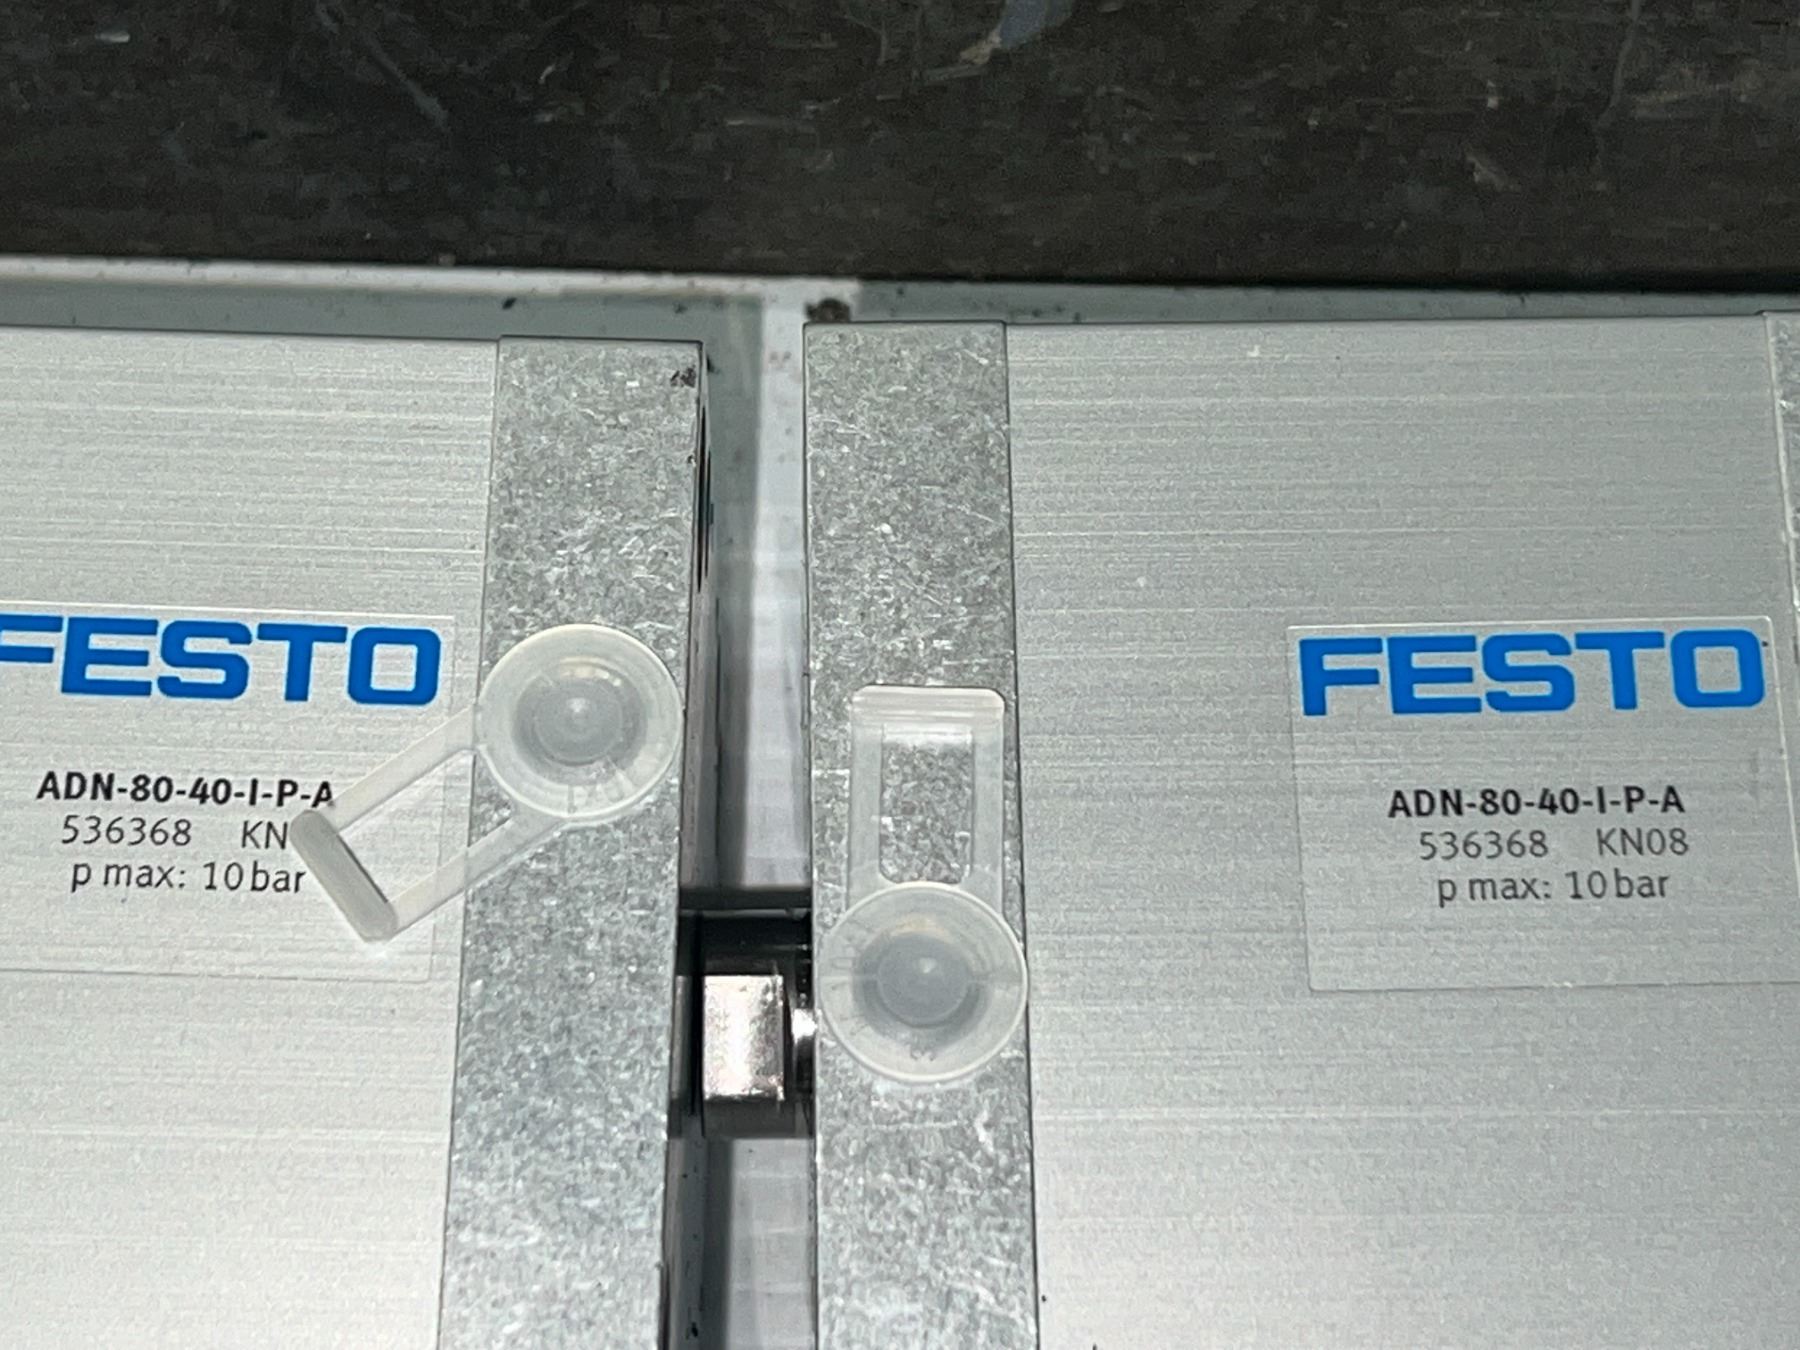 FESTO
ADN-80-40-I-P-A
536368 KN
p max: 10 bar
FESTO
ADN-80-40-I-P-A
536368 KN08
p max: 10 bar